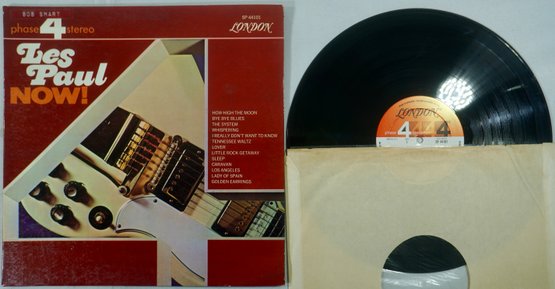 BOB SMART
phase 4 stereo
SP-44101
LONDON
Les
Paul
NOW!
HOW HIGH THE MOON
BYE BYE BLUES
THE SYSTEM
WHISPERING
I REALLY DON'T WANT TO KNOW
TENNESSEE WALTZ
LOVER
LITTLE ROCK GETAWAY
SLEEP
CARAVAN
LOS ANGELES
LADY OF SPAIN
GOLDEN EARRINGS
LONDON
phase 4
4